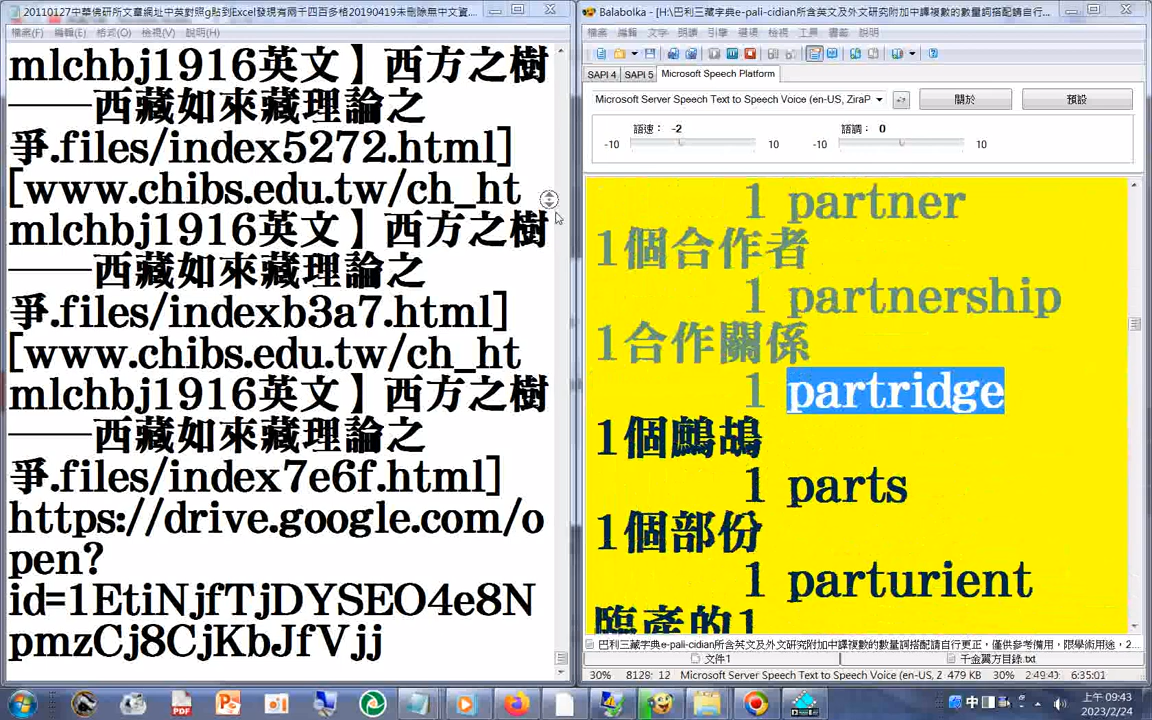 20110127中華佛研所文章網址中英對照g貼到Excel發現有兩千四百多格20190419未刪除無中文資...
檔案(F) 編輯(E) 格式(O) 檢視(V) 說明(H)
mlchbj1916英文】西方之樹
——西藏如來藏理論之
爭.files/index5272.html]
[www.chibs.edu.tw/ch_ht
mlchbj1916英文】西方之樹
——西藏如來藏理論之
爭.files/indexb3a7.html]
[www.chibs.edu.tw/ch_ht
mlchbj1916英文】西方之樹
——西藏如來藏理論之
爭.files/index7e6f.html]
https://drive.google.com/o
pen?
id=1EtiNjfTjDYSEO4e8N
pmzCj8CjKbJfVjj
Balabolka - [H:\巴利三藏字典e-pali-cidian所含英文及外文研究附加中譯複數的數量詞搭配請自行...
檔案 編輯 文字 朗讀 引擎 選項 檢視 工具 書籤 說明
SAPI 4 SAPI 5 Microsoft Speech Platform
Microsoft Server Speech Text to Speech Voice (en-US, ZiraP
關於 預設
語速： -2 語調： 0
-10 10 -10 10
1 partner
1個合作者
1 partnership
1合作關係
1 partridge
1個鷓鴣
1 parts
1個部份
1 parturient
臨產的1
巴利三藏字典e-pali-cidian所含英文及外文研究附加中譯複數的數量詞搭配請自行更正，僅供參考備用，限學術用途，2...
文件1 千金翼方目錄.txt
30% 8128: 12 Microsoft Server Speech Text to Speech Voice (en-US, Z 479 KB 30% 2:49:43 6:35:01
PDF
中
上午 09:43
2023/2/24